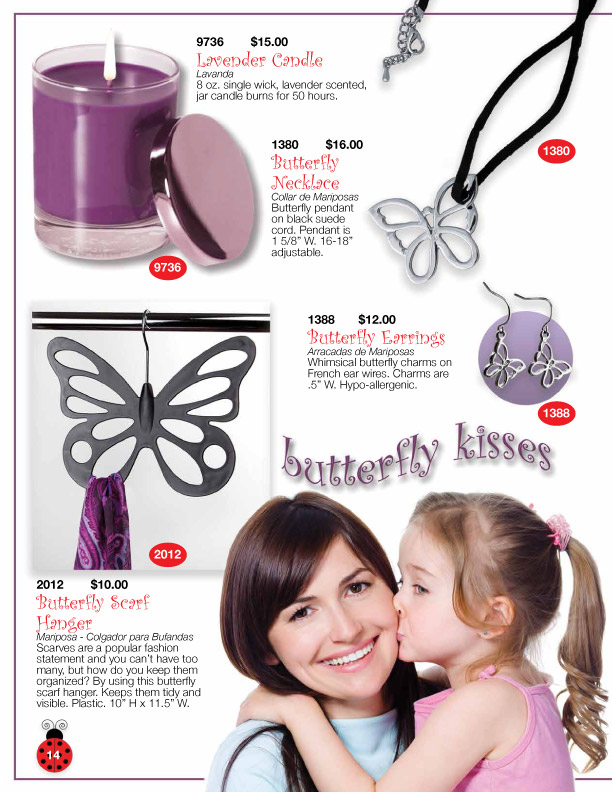 9736 $15.00
Lavender Candle
Lavanda
8 oz. single wick, lavender scented,
jar candle burns for 50 hours.
1380 $16.00
Butterfly
Necklace
Collar de Mariposas
Butterfly pendant
on black suede
cord. Pendant is
1 5/8” W. 16-18”
adjustable.
1380
9736
1388 $12.00
Butterfly Earrings
Arracadas de Mariposas
Whimsical butterfly charms on
French ear wires. Charms are
.5” W. Hypo-allergenic.
1388
butterfly kisses
2012
2012 $10.00
Butterfly Scarf
Hanger
Mariposa - Colgador para Bufandas
Scarves are a popular fashion
statement and you can’t have too
many, but how do you keep them
organized? By using this butterfly
scarf hanger. Keeps them tidy and
visible. Plastic. 10” H x 11.5” W.
14